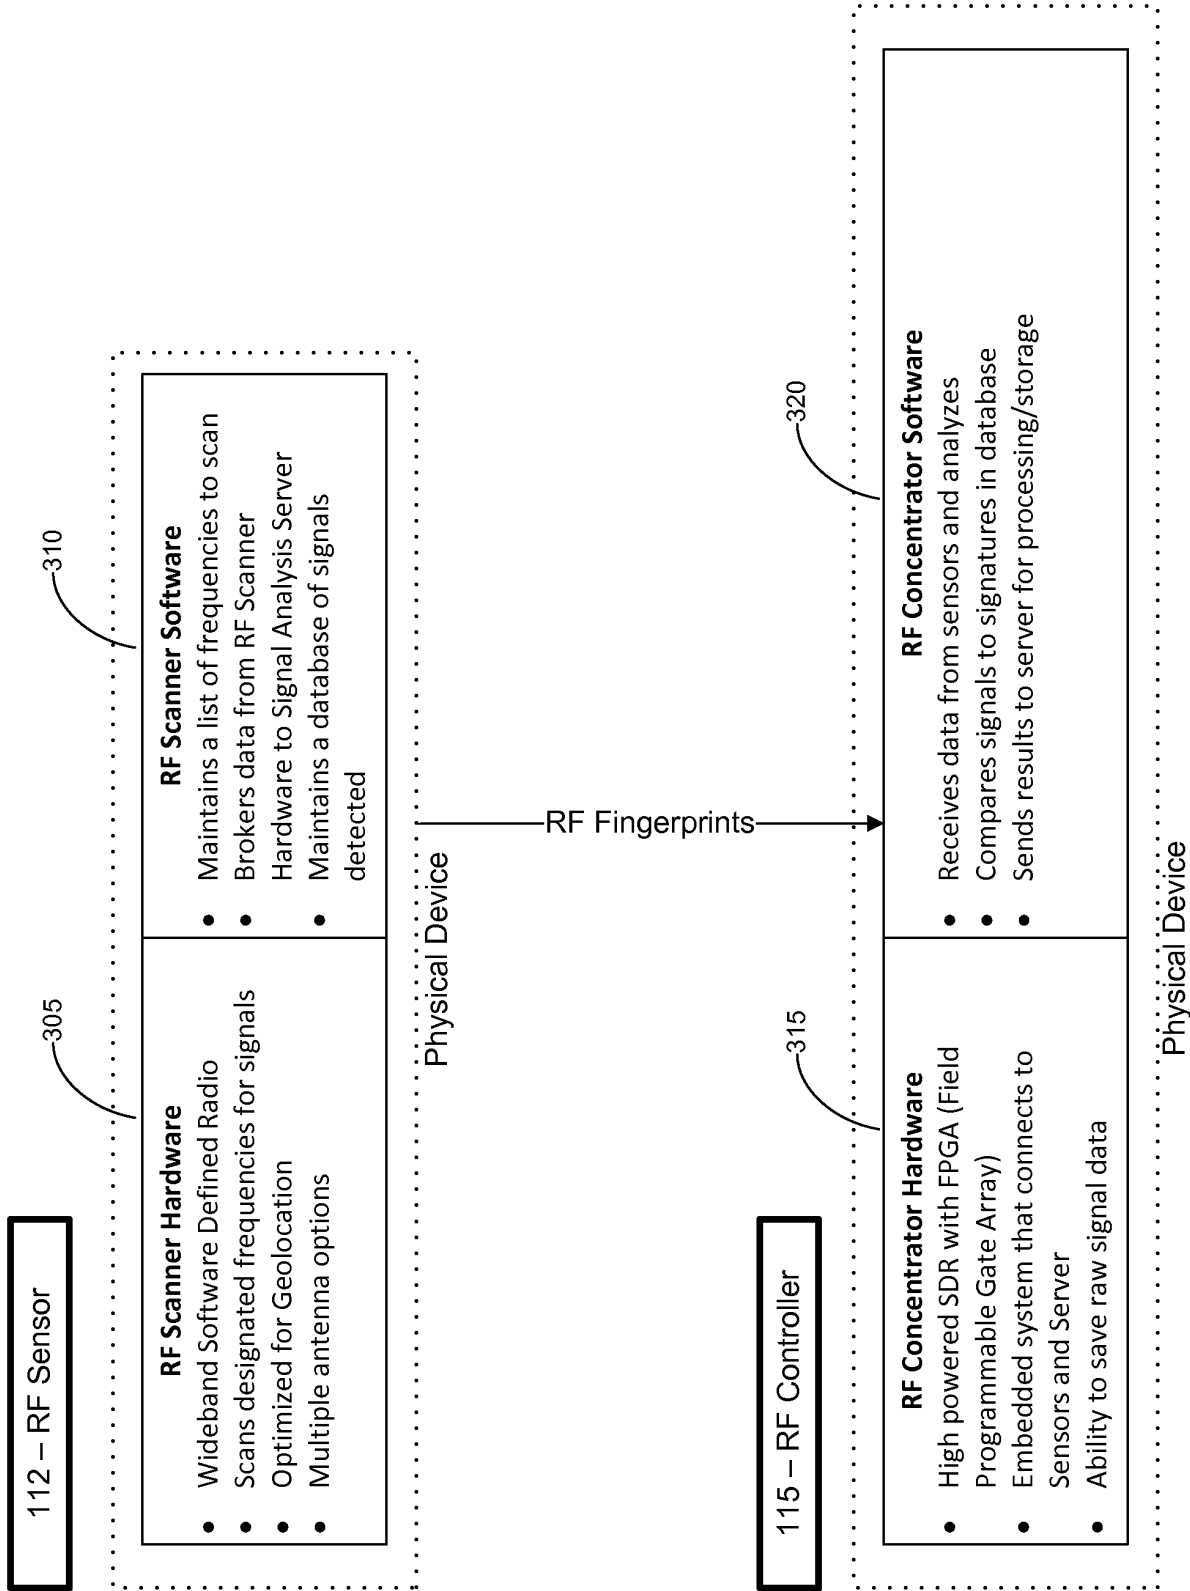 112 – RF Sensor
305
310
RF Scanner Hardware
• Wideband Software Defined Radio
• Scans designated frequencies for signals
• Optimized for Geolocation
• Multiple antenna options
RF Scanner Software
• Maintains a list of frequencies to scan
• Brokers data from RF Scanner
Hardware to Signal Analysis Server
• Maintains a database of signals
detected
Physical Device
RF Fingerprints
115 – RF Controller
315
320
RF Concentrator Hardware
• High powered SDR with FPGA (Field
Programmable Gate Array)
• Embedded system that connects to
Sensors and Server
• Ability to save raw signal data
RF Concentrator Software
• Receives data from sensors and analyzes
• Compares signals to signatures in database
• Sends results to server for processing/storage
Physical Device